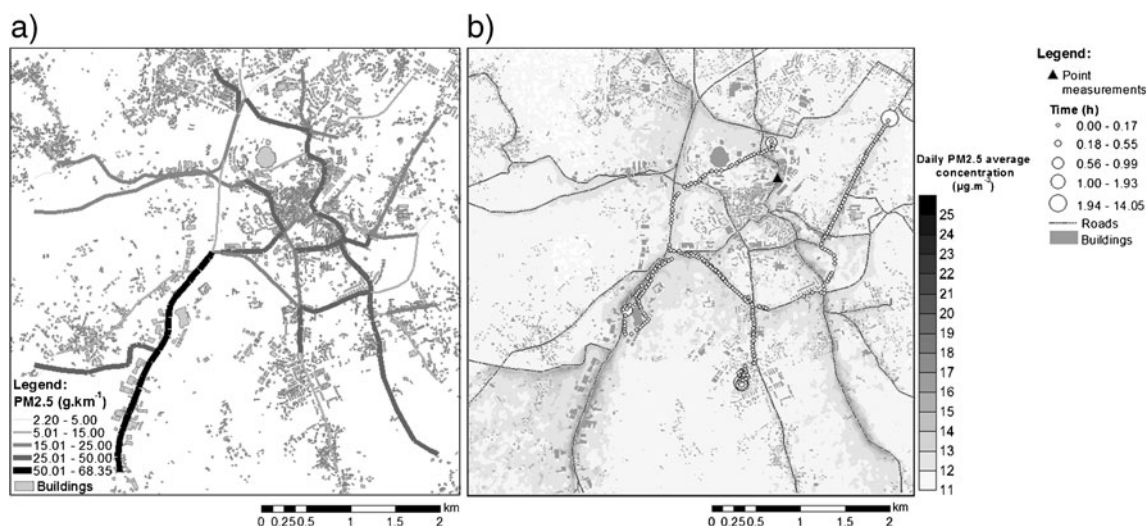 a)
Legend:
PM2.5 (g.km-1)
2.20 - 5.00
5.01 - 15.00
15.01 - 25.00
25.01 - 50.00
50.01 - 68.35
Buildings
km
0 0.25 0.5 1 1.5 2
b)
km
0 0.25 0.5 1 1.5 2
Daily PM2.5 average
concentration
(µg.m-3)
25
24
23
22
21
20
19
18
17
16
15
14
13
12
11
Legend:
Point
measurements
Time (h)
0.00 - 0.17
0.18 - 0.55
0.56 - 0.99
1.00 - 1.93
1.94 - 14.05
Roads
Buildings